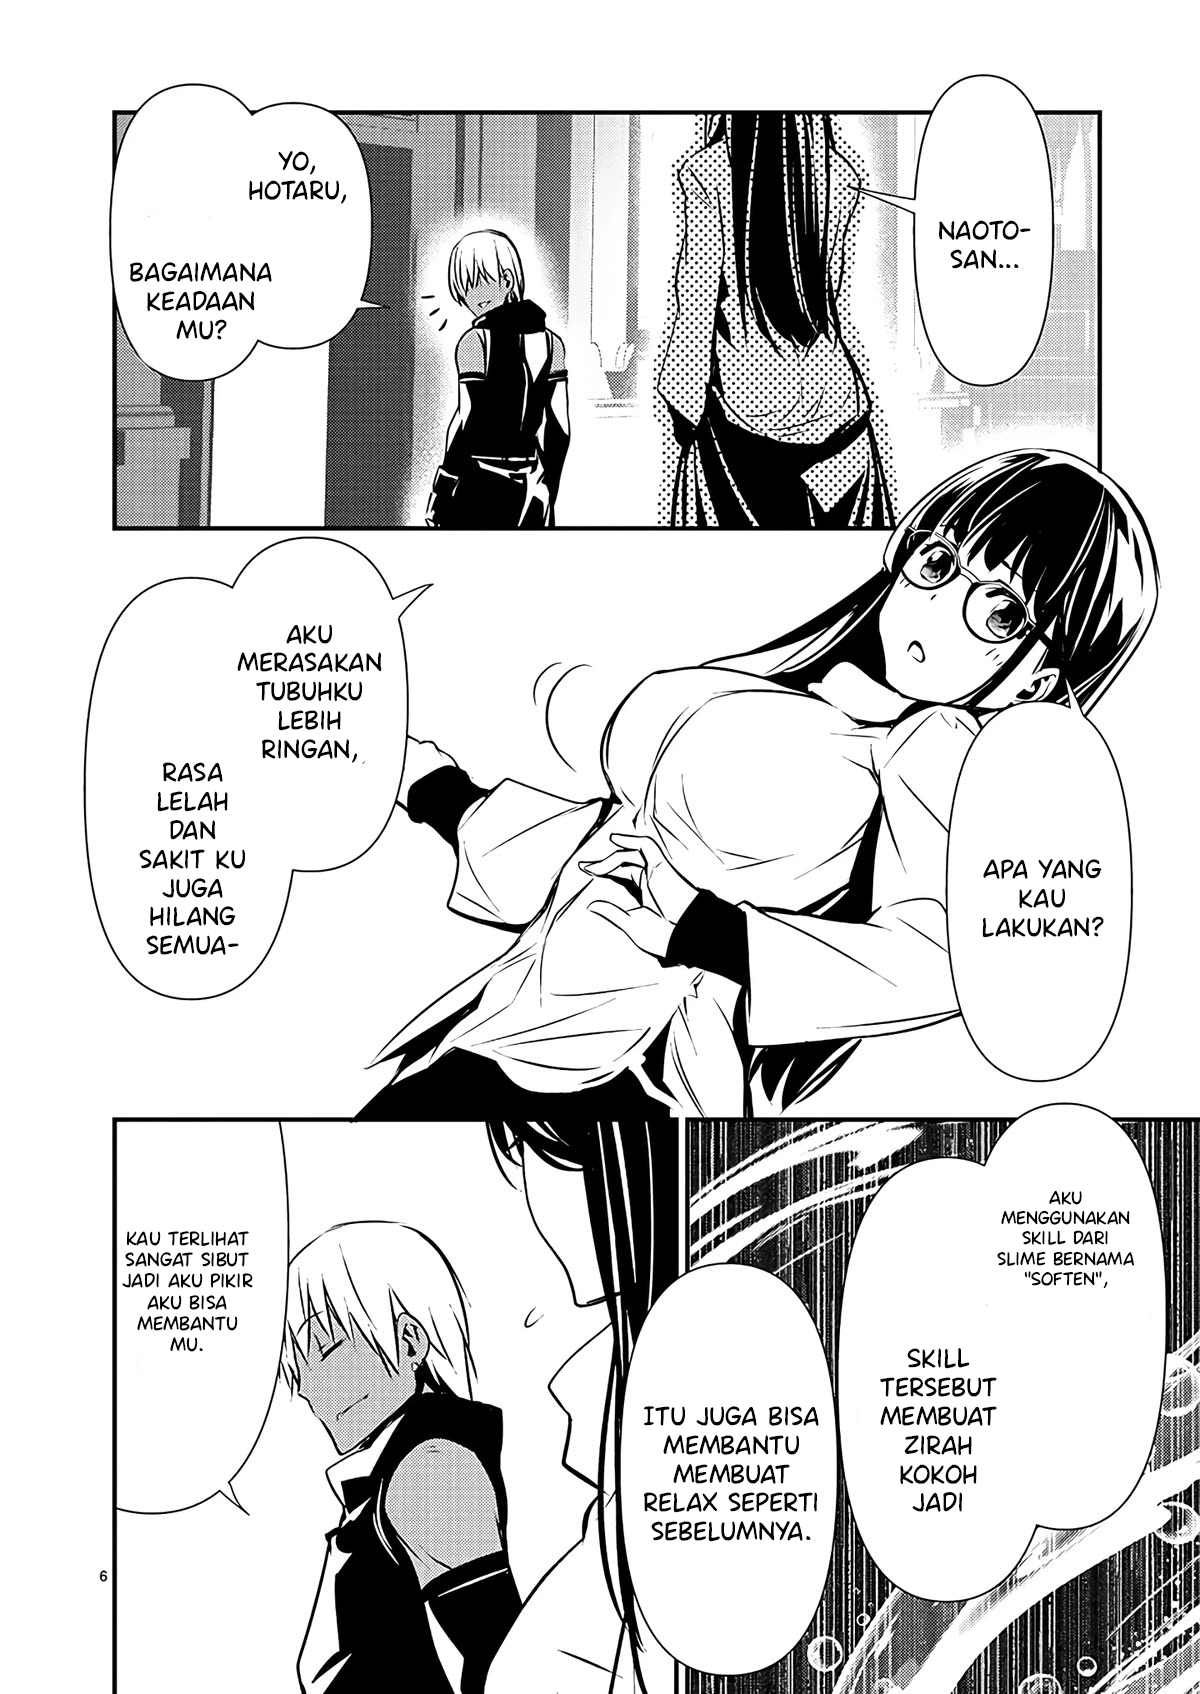 NAOTO-
SAN...
YO,
HOTARU,
BAGAIMANA
KEADAAN
MU?
APA YANG
KAU
LAKUKAN?
AKU
MERASAKAN
TUBUHKU
LEBIH
RINGAN,
RASA
LELAH
DAN
SAKIT KU
JUGA
HILANG
SEMUA-
AKU
MENGGUNAKAN
SKILL DARI
SLIME BERNAMA
"SOFTEN",
SKILL
TERSEBUT
MEMBUAT
ZIRAH
KOKOH
JADI
ITU JUGA BISA
MEMBANTU
MEMBUAT
RELAX SEPERTI
SEBELUMNYA.
KAU TERLIHAT
SANGAT SIBUT
JADI AKU PIKIR
AKU BISA
MEMBANTU
MU.
6